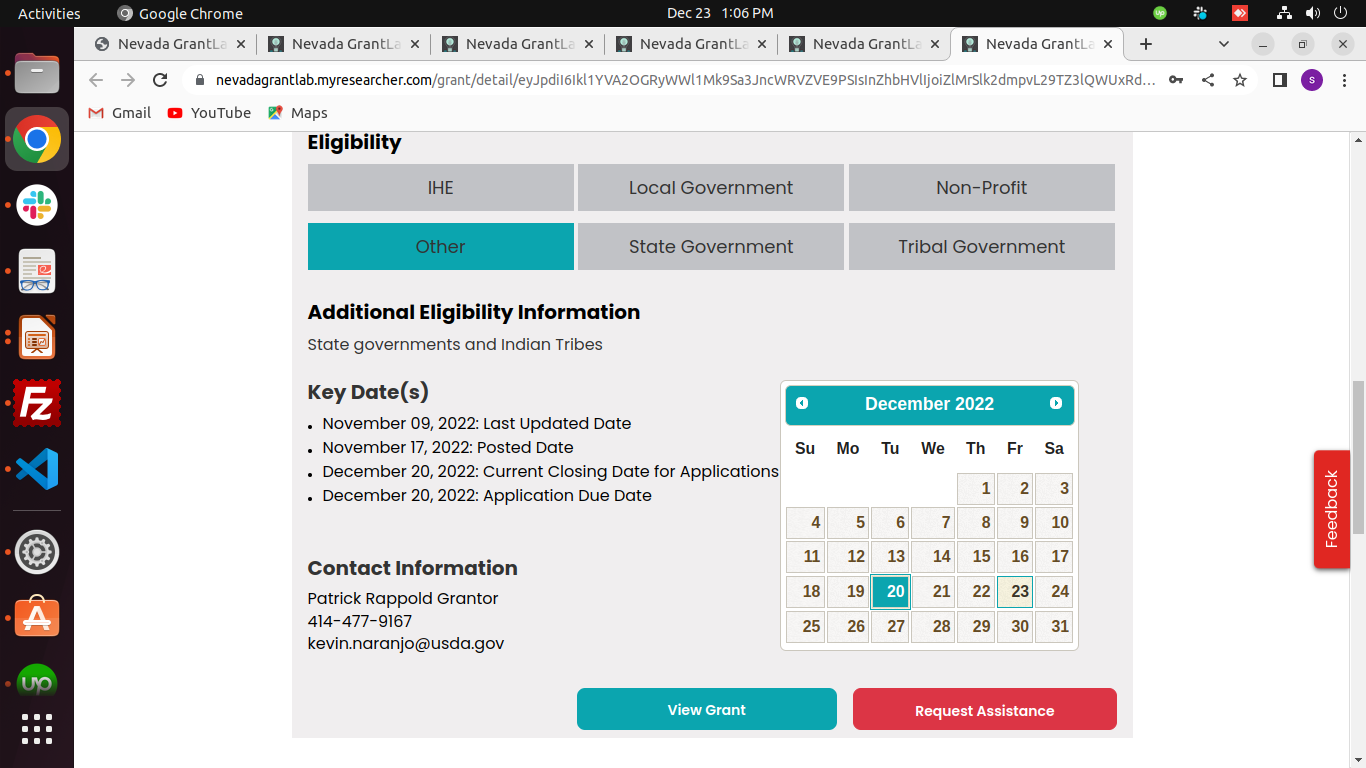 Activities Google Chrome Dec 23 1:06 PM
Nevada GrantLa Nevada GrantLa Nevada GrantLa Nevada GrantLa Nevada GrantLa Nevada GrantLa
nevadagrantlab.myresearcher.com/grant/detail/eyJpdiI6Ikl1YVA2OGRyWWl1Mk9Sa3JncWRVZVE9PSIsInZhbHVlIjoiZlMrSlk2dmpvL29TZ3lQWUxRd... s
Gmail YouTube Maps
Eligibility
IHE Local Government Non-Profit
Other State Government Tribal Government
Additional Eligibility Information
State governments and Indian Tribes
Key Date(s)
• November 09, 2022: Last Updated Date
• November 17, 2022: Posted Date
• December 20, 2022: Current Closing Date for Applications
• December 20, 2022: Application Due Date
December 2022
Su Mo Tu We Th Fr Sa
1 2 3
4 5 6 7 8 9 10
11 12 13 14 15 16 17
18 19 20 21 22 23 24
25 26 27 28 29 30 31
Contact Information
Patrick Rappold Grantor
414-477-9167
kevin.naranjo@usda.gov
View Grant Request Assistance
Feedback
Fz
up